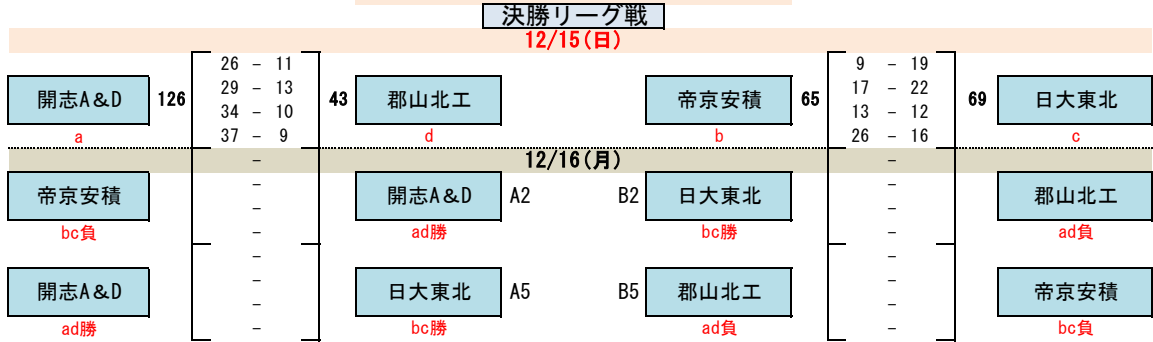 決勝リーグ戦
12/15(日)
開志A&D 126 26 - 11 43 郡山北工 帝京安積 65 9 - 19 69 日大東北
29 - 13 17 - 22
34 - 10 13 - 12
37 - 9 26 - 16
a d b c
12/16(月)
- -
帝京安積 - 開志A&D A2 B2 日大東北 - 郡山北工
- -
- -
bc負 - ad勝 bc勝 - ad負
- -
開志A&D - 日大東北 A5 B5 郡山北工 - 帝京安積
- -
ad勝 - bc勝 ad負 - bc負